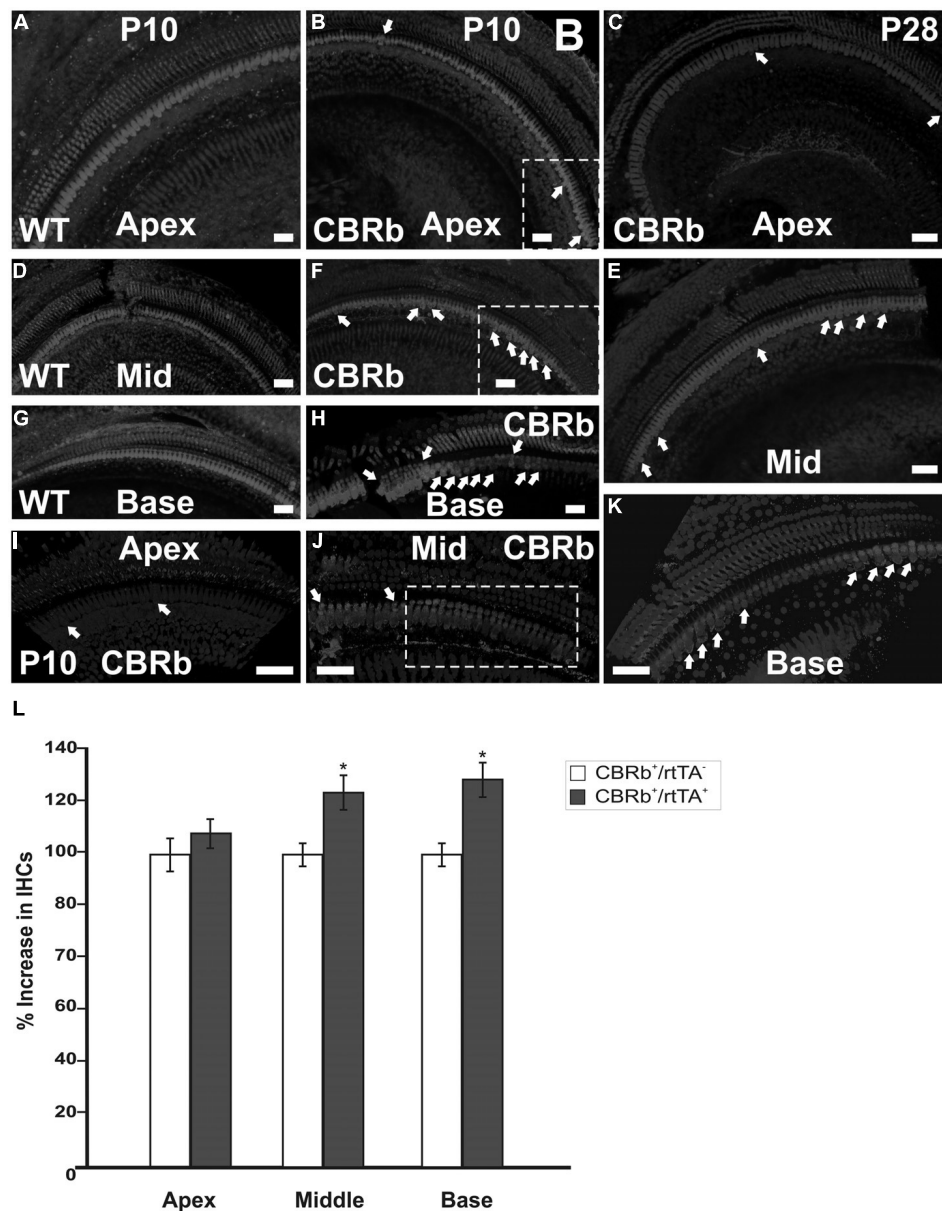 A P10
B P10 B
C P28
WT Apex
CBRb Apex
CBRb Apex
D
F
E
WT Mid
CBRb
Mid
G
H CBRb
WT Base
Base
K
I Apex
J Mid CBRb
P10 CBRb
Base
L
140
120
100
80
70
60
40
20
0
% Increase in IHCs
* *
CBRb⁺/rtTA⁻
CBRb⁺/rtTA⁺
Apex Middle Base